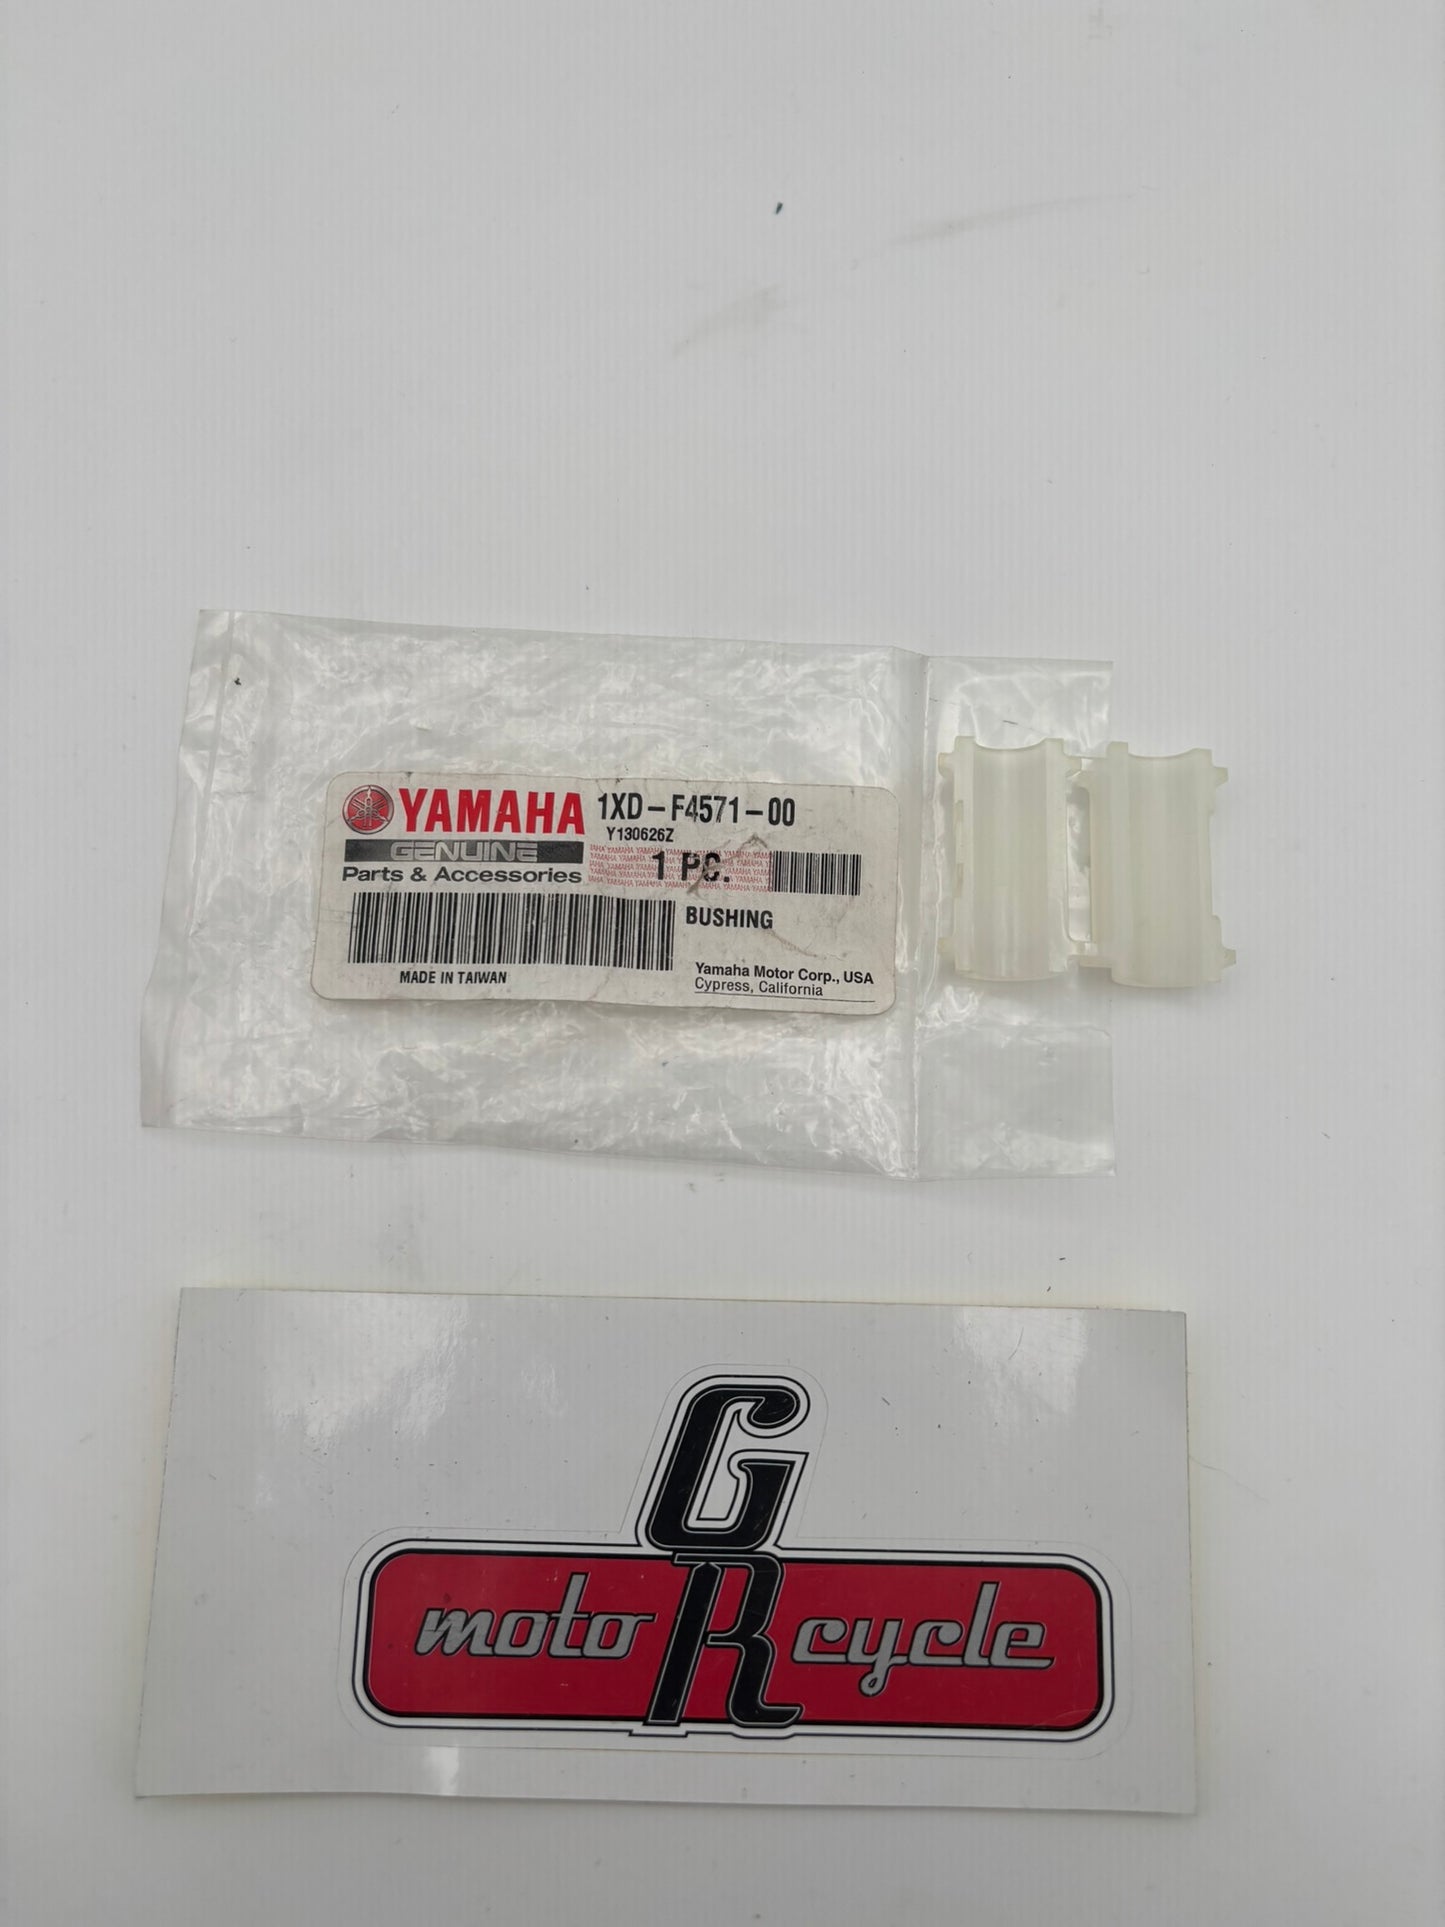 YAMAHA 1XD-F4571-00
Y130626Z
GENUINE
1 PC.
Parts & Accessories
BUSHING
MADE IN TAIWAN
Yamaha Motor Corp., USA
Cypress, California
GR
moto cycle